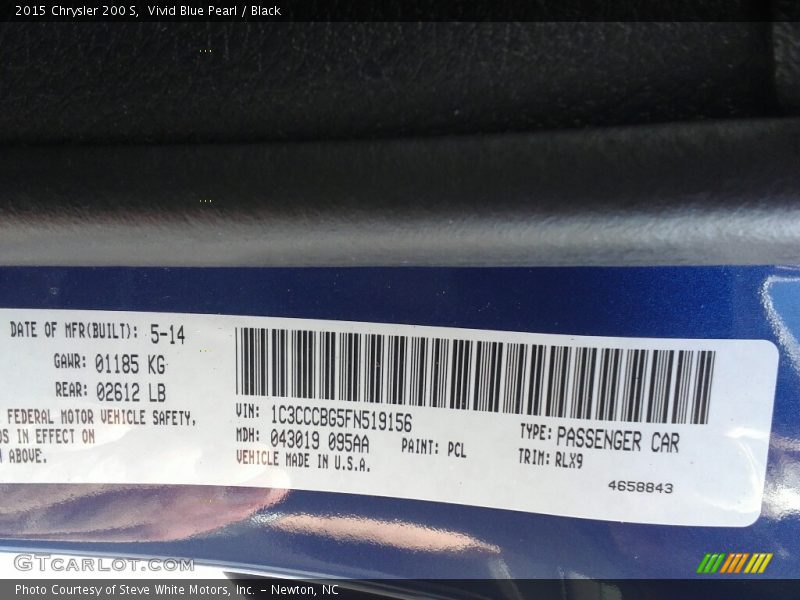 2015 Chrysler 200 S, Vivid Blue Pearl / Black
DATE OF MFR(BUILT): 5-14
GAWR: 01185 KG
REAR: 02612 LB
FEDERAL MOTOR VEHICLE SAFETY,
DS IN EFFECT ON
ABOVE.
VIN: 1C3CCCBG5FN519156
MDH: 043019 095AA
PAINT: PCL
VEHICLE MADE IN U.S.A.
TYPE: PASSENGER CAR
TRIM: RLX9
4658843
GTcarlot.com
Photo Courtesy of Steve White Motors, Inc. – Newton, NC